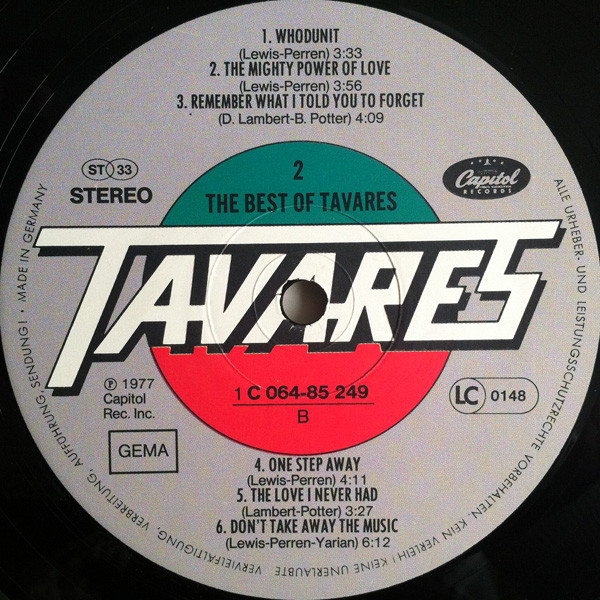 1. WHODUNIT
(Lewis-Perren) 3:33
2. THE MIGHTY POWER OF LOVE
(Lewis-Perren) 3:56
3. REMEMBER WHAT I TOLD YOU TO FORGET
(D. Lambert-B. Potter) 4:09
ST 33
STEREO
2
THE BEST OF TAVARES
Capitol
RECORDS
TAVARES
℗ 1977
Capitol
Rec. Inc.
1 C 064-85 249
B
LC 0148
GEMA
4. ONE STEP AWAY
(Lewis-Perren) 4:11
5. THE LOVE I NEVER HAD
(Lambert-Potter) 3:27
6. DON'T TAKE AWAY THE MUSIC
(Lewis-Perren-Yarian) 6:12
ALLE URHEBER- UND LEISTUNGSSCHUTZRECHTE VORBEHALTEN, KEIN VERLEIH! KEINE UNERLAUBTE VERVIELFÄLTIGUNG, VERBREITUNG, AUFFÜHRUNG, SENDUNG! • MADE IN GERMANY